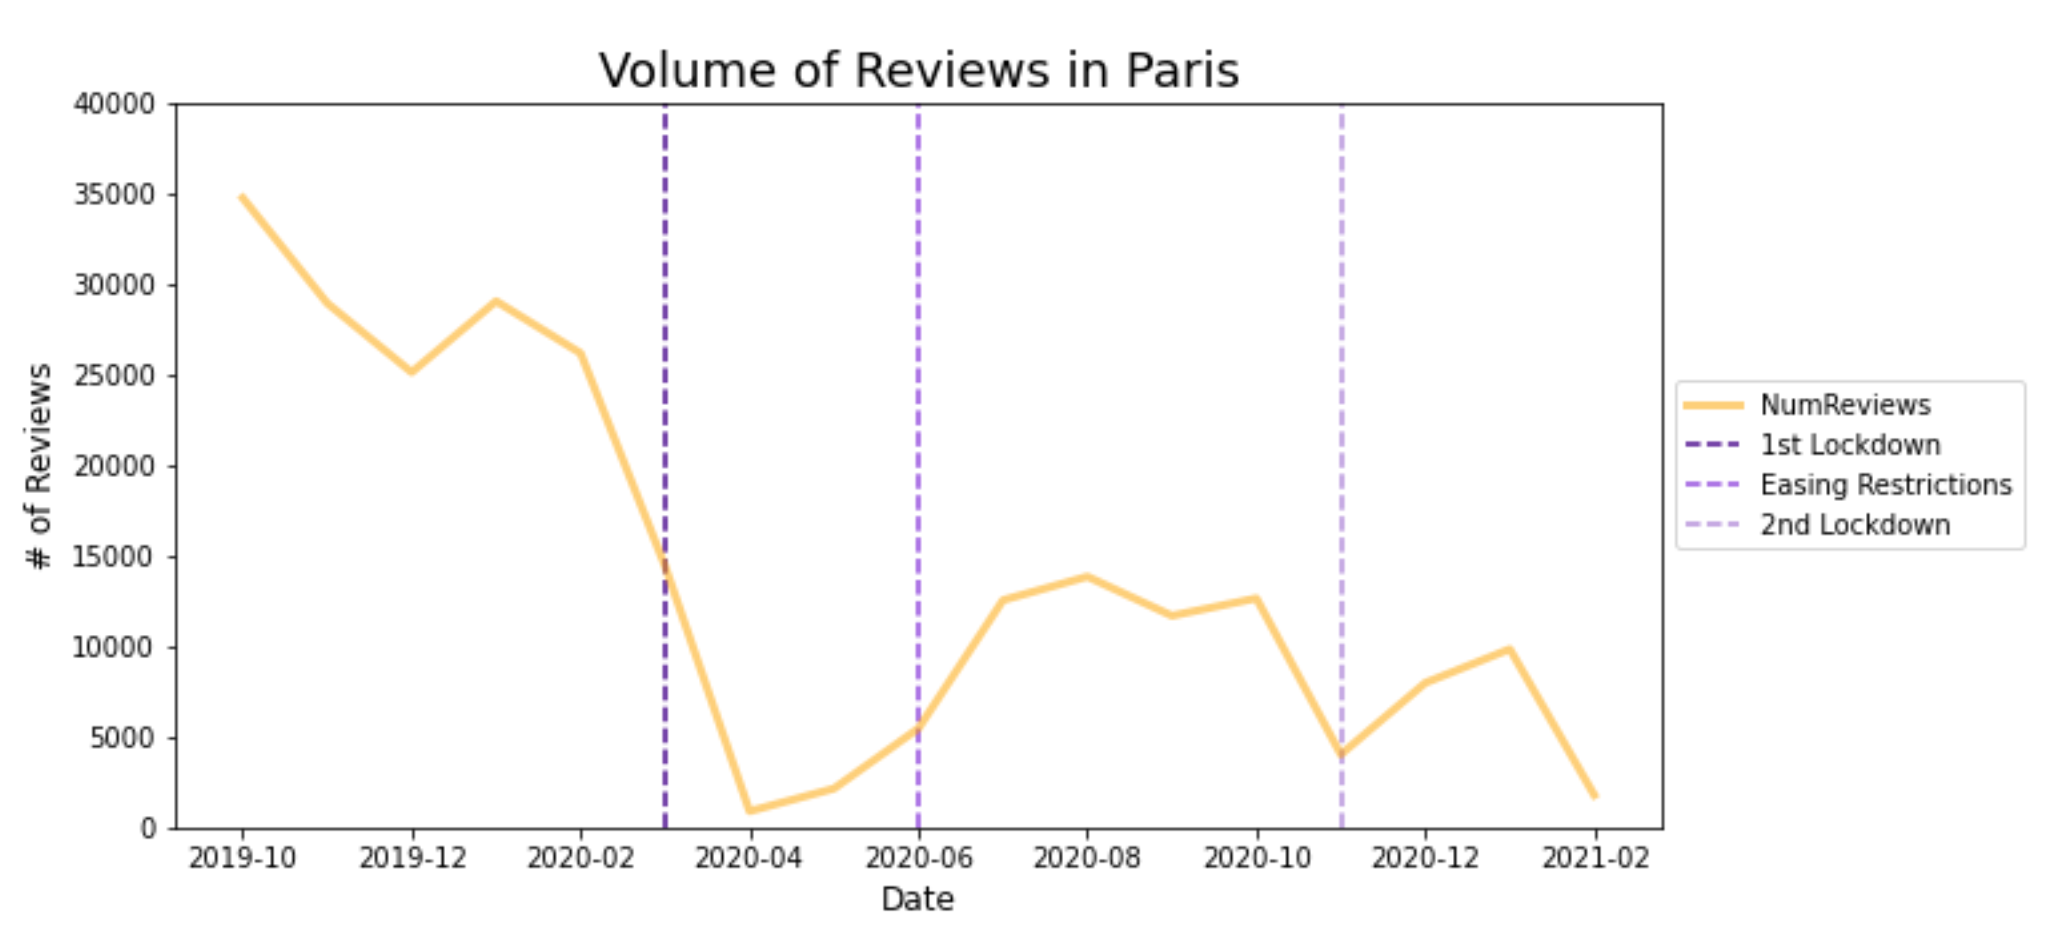 Volume of Reviews in Paris
40000
35000
30000
25000
20000
15000
10000
5000
0
# of Reviews
2019-10 2019-12 2020-02 2020-04 2020-06 2020-08 2020-10 2020-12 2021-02
Date
NumReviews
1st Lockdown
Easing Restrictions
2nd Lockdown